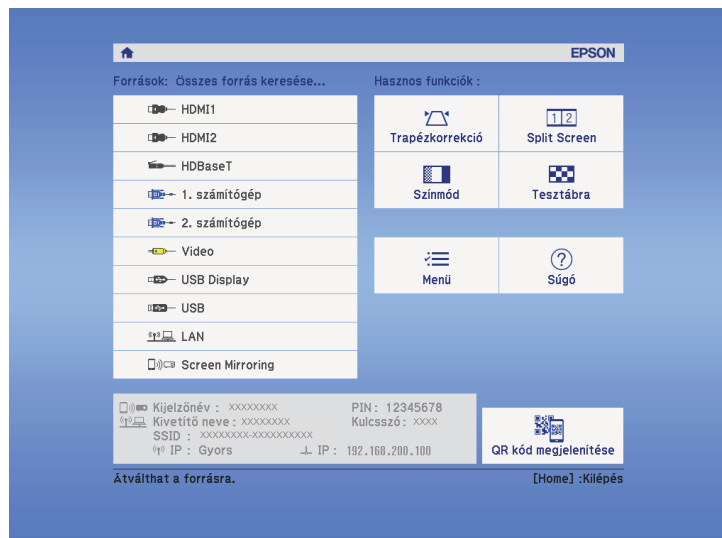 EPSON
Források: Összes forrás keresése...
HDMI1
HDMI2
HDBaseT
1. számítógép
2. számítógép
Video
USB Display
USB
LAN
Screen Mirroring
Hasznos funkciók :
Trapézkorrekció
1 2
Split Screen
Színmód
Tesztábra
Menü
?
Súgó
Kijelzőnév : XXXXXXXX PIN : 12345678
Kivetítő neve : XXXXXXXX Kulcsszó : XXXX
SSID : XXXXXXXX-XXXXXXXXXX
IP : Gyors IP : 192.168.200.100
QR kód megjelenítése
Átválthat a forrásra. [Home] :Kilépés